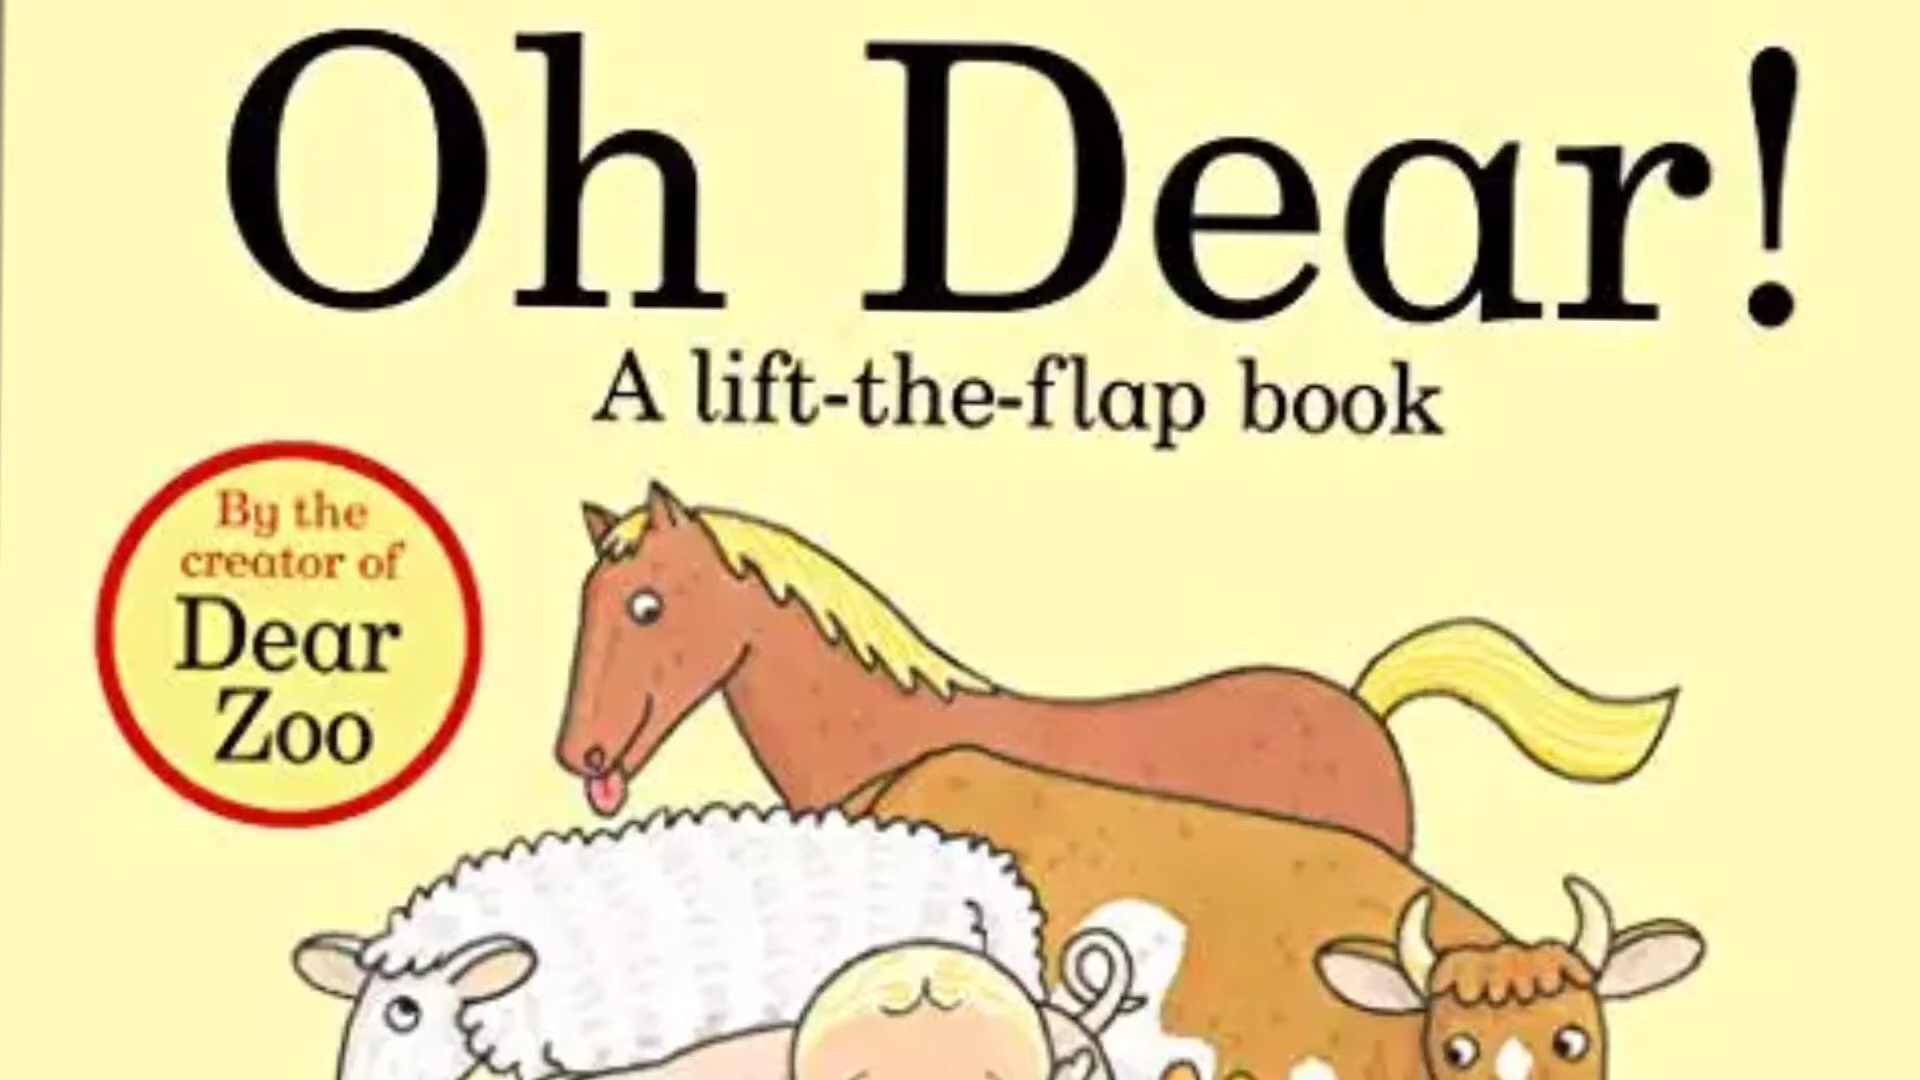 Oh Dear!
A lift-the-flap book
By the
creator of
Dear
Zoo